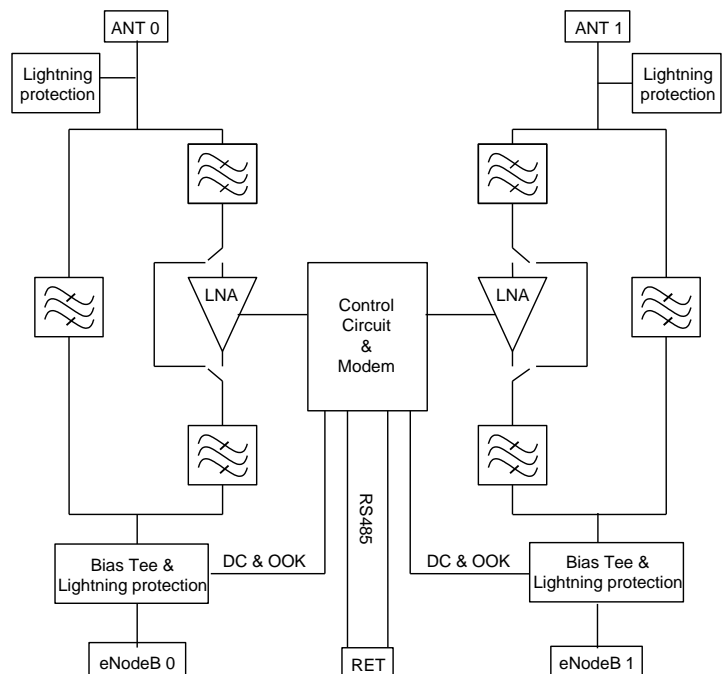 ANT 0
ANT 1
Lightning
protection
Lightning
protection
LNA
LNA
Control
Circuit
&
Modem
RS485
DC & OOK
DC & OOK
Bias Tee &
Lightning protection
Bias Tee &
Lightning protection
eNodeB 0
RET
eNodeB 1